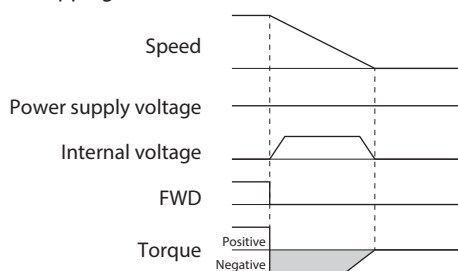 Speed
Power supply voltage
Internal voltage
FWD
Torque
Positive
Negative